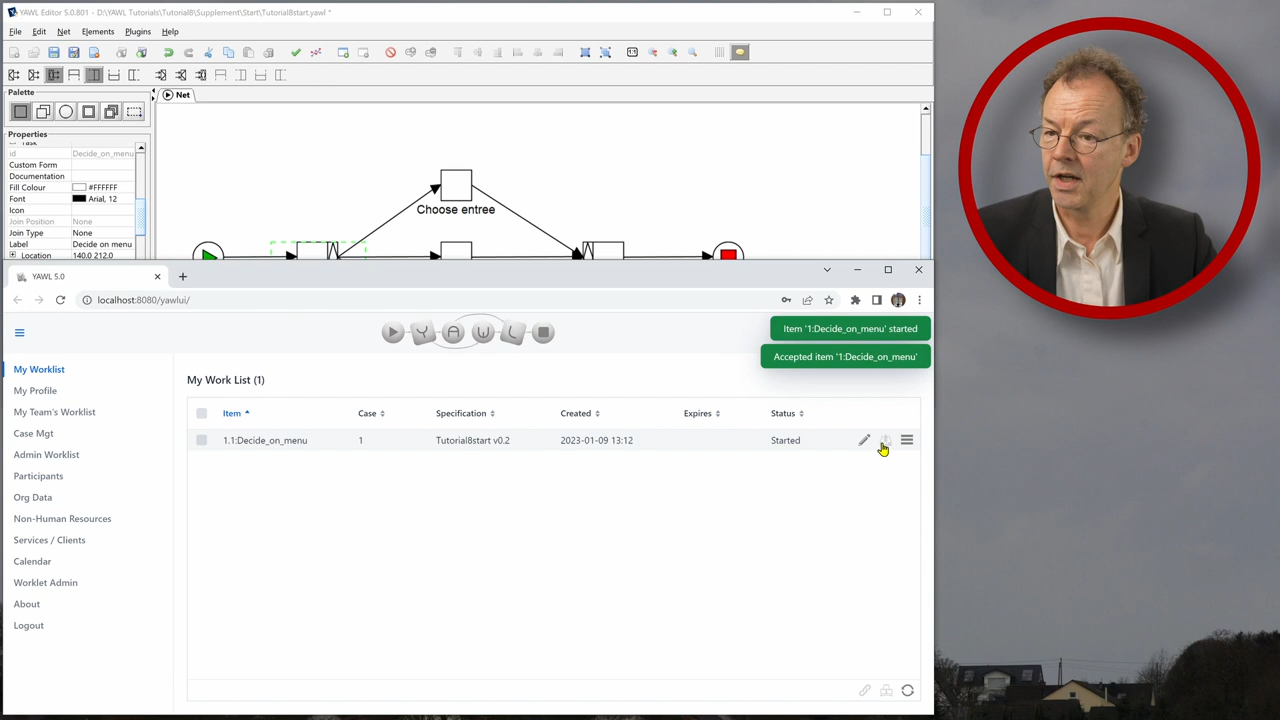 YAWL Editor 5.0.801 - D:\YAWL Tutorials\Tutorial8\Supplement\Start\Tutorial8start.yawl *
File Edit Net Elements Plugins Help
Palette
Net
Properties
Task
id Decide_on_menu
Custom Form
Documentation
Fill Colour #FFFFFF
Font Arial, 12
Icon
Join Position None
Join Type None
Label Decide on menu
Location 140.0 212.0
Choose entree
YAWL 5.0
localhost:8080/yawlui/
Y A W L
Item '1:Decide_on_menu' started
Accepted item '1:Decide_on_menu'
My Worklist
My Profile
My Team's Worklist
Case Mgt
Admin Worklist
Participants
Org Data
Non-Human Resources
Services / Clients
Calendar
Worklet Admin
About
Logout
My Work List (1)
Item Case Specification Created Expires Status
1.1:Decide_on_menu 1 Tutorial8start v0.2 2023-01-09 13:12 Started